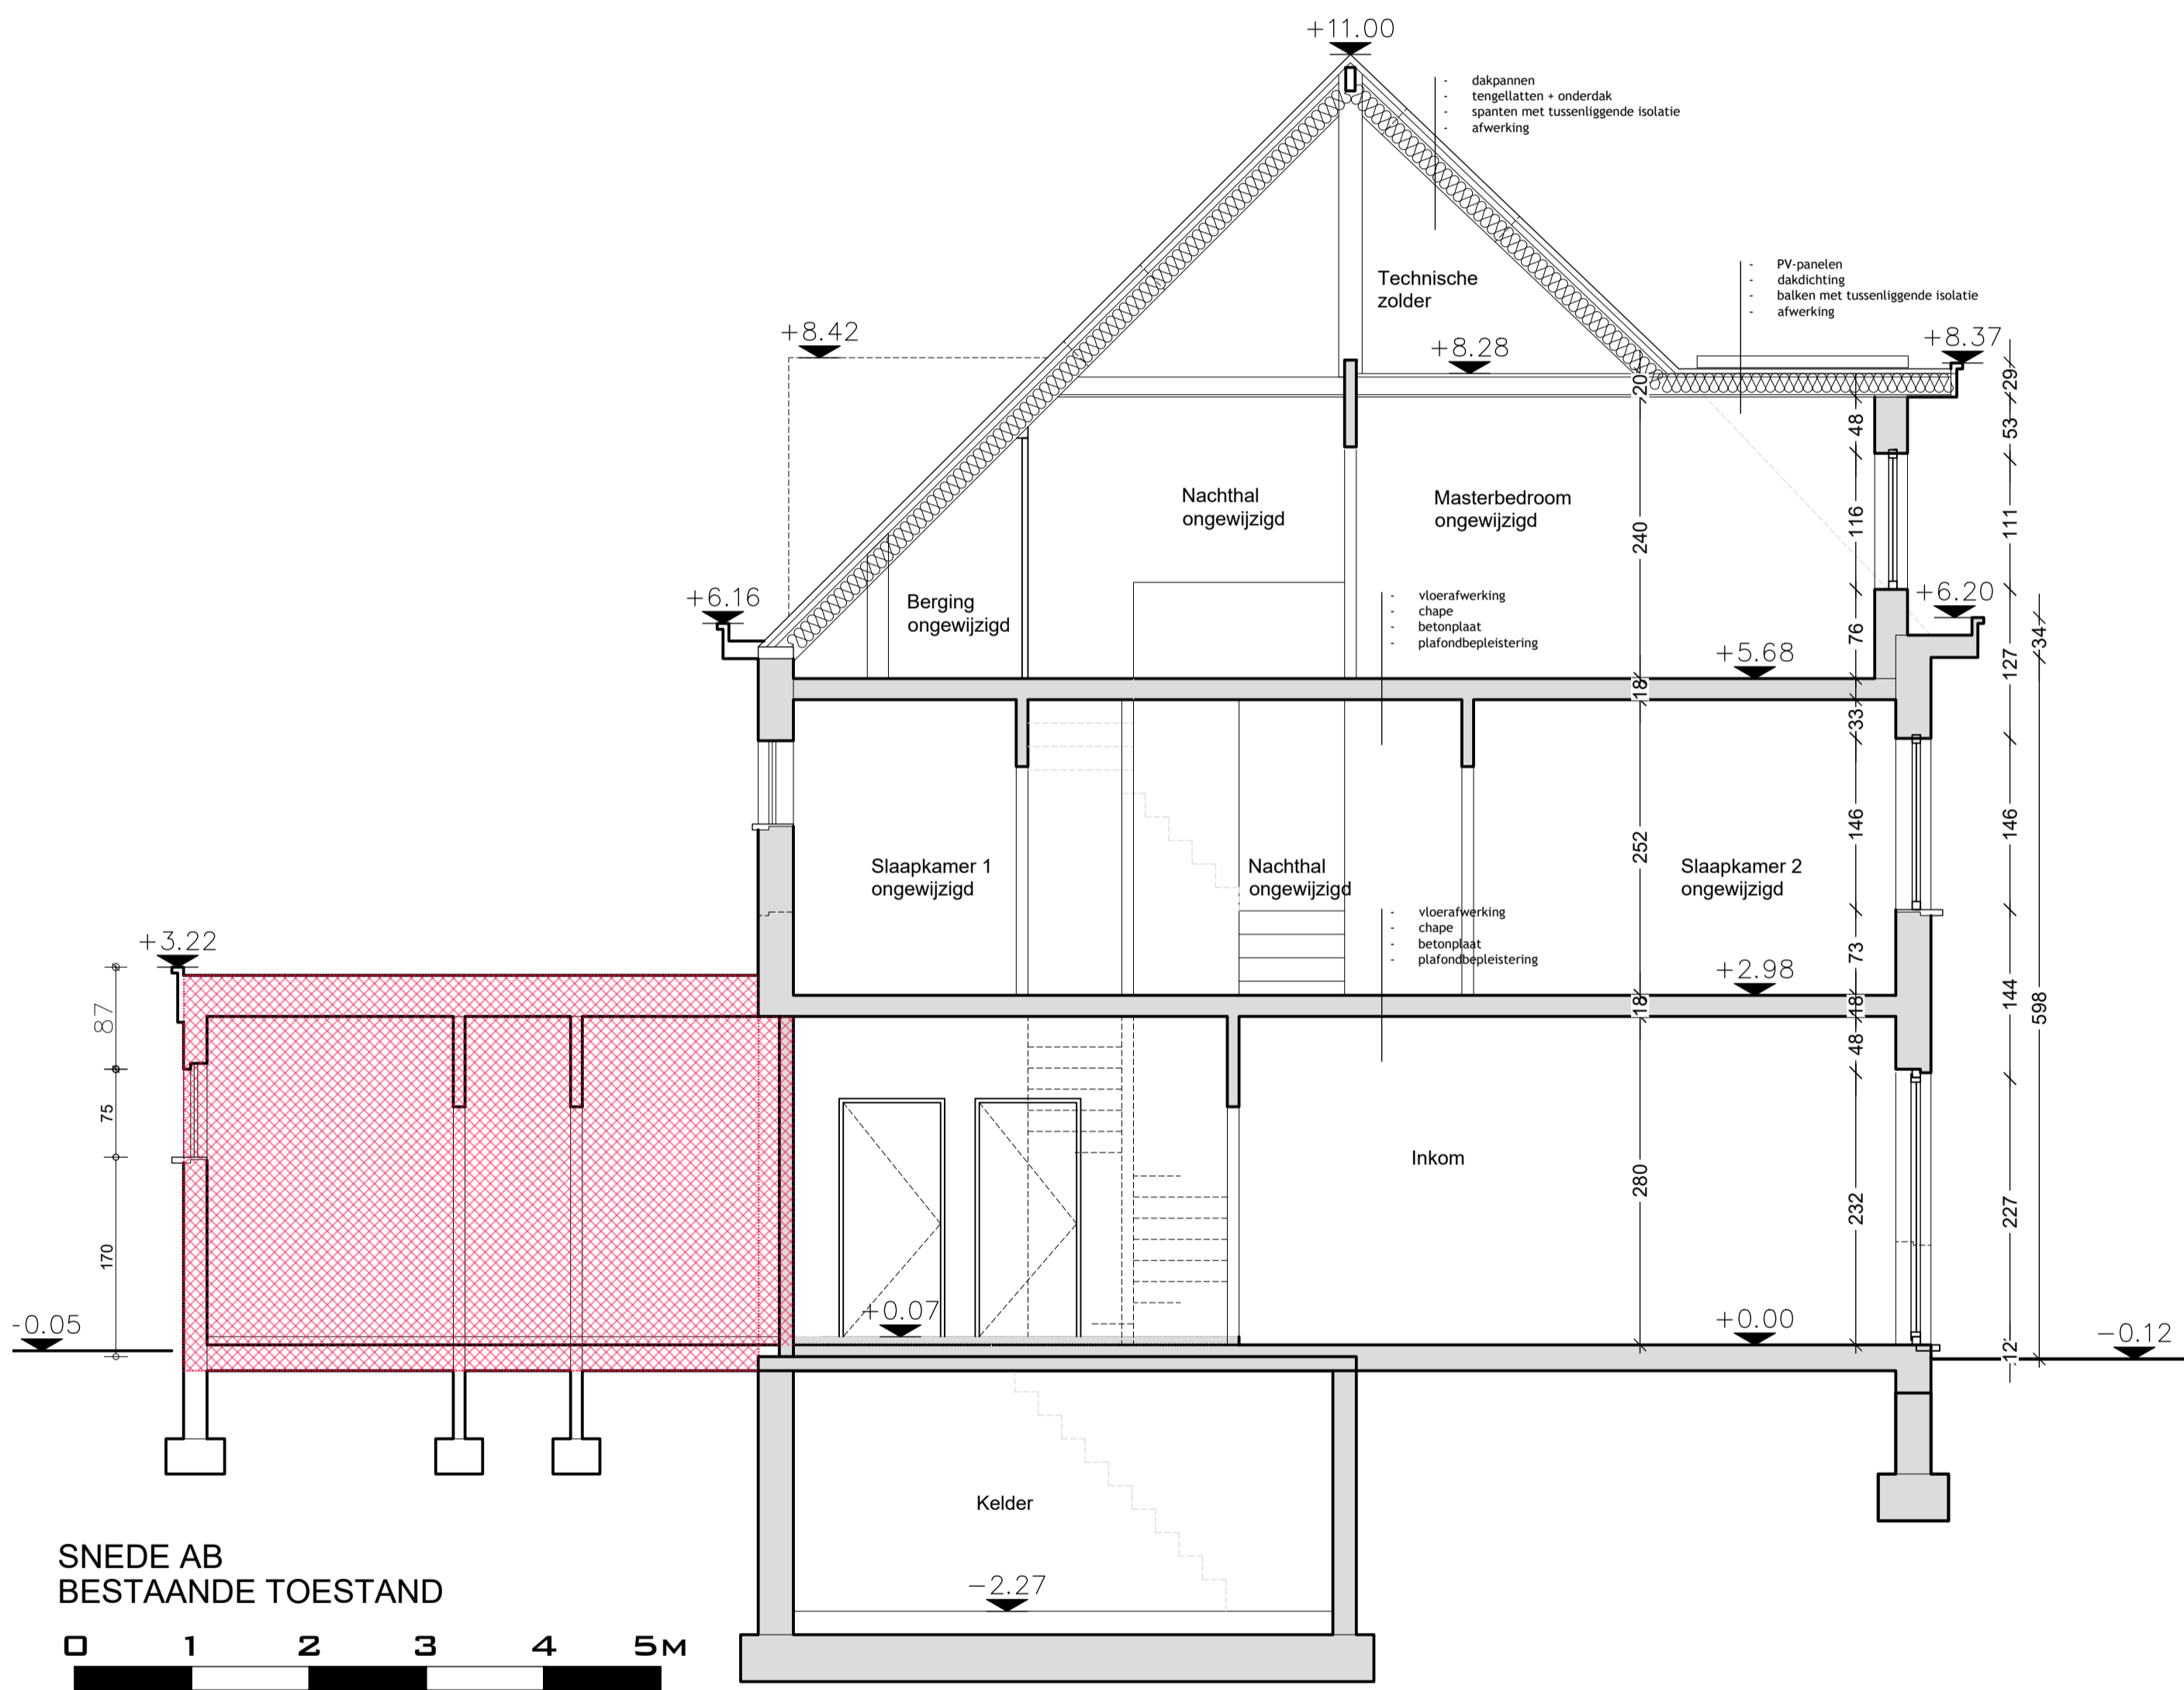 +11.00
- dakpannen
- tengellatten + onderdak
- spanten met tussenliggende isolatie
- afwerking
- PV-panelen
- dakdichting
- balken met tussenliggende isolatie
- afwerking
Technische
zolder
+8.42
+8.28
+8.37
20
29
48
53
Nachthal
ongewijzigd
Masterbedroom
ongewijzigd
240
116
111
+6.16
Berging
ongewijzigd
- vloerafwerking
- chape
- betonplaat
- plafondbepleistering
+6.20
76
34
127
+5.68
18
33
252
146
146
Slaapkamer 1
ongewijzigd
Nachthal
ongewijzigd
Slaapkamer 2
ongewijzigd
- vloerafwerking
- chape
- betonplaat
- plafondbepleistering
+3.22
73
+2.98
144
598
18
18
87
48
75
Inkom
280
232
227
170
-0.05
+0.07
+0.00
-0.12
12
Kelder
-2.27
SNEDE AB
BESTAANDE TOESTAND
0 1 2 3 4 5M